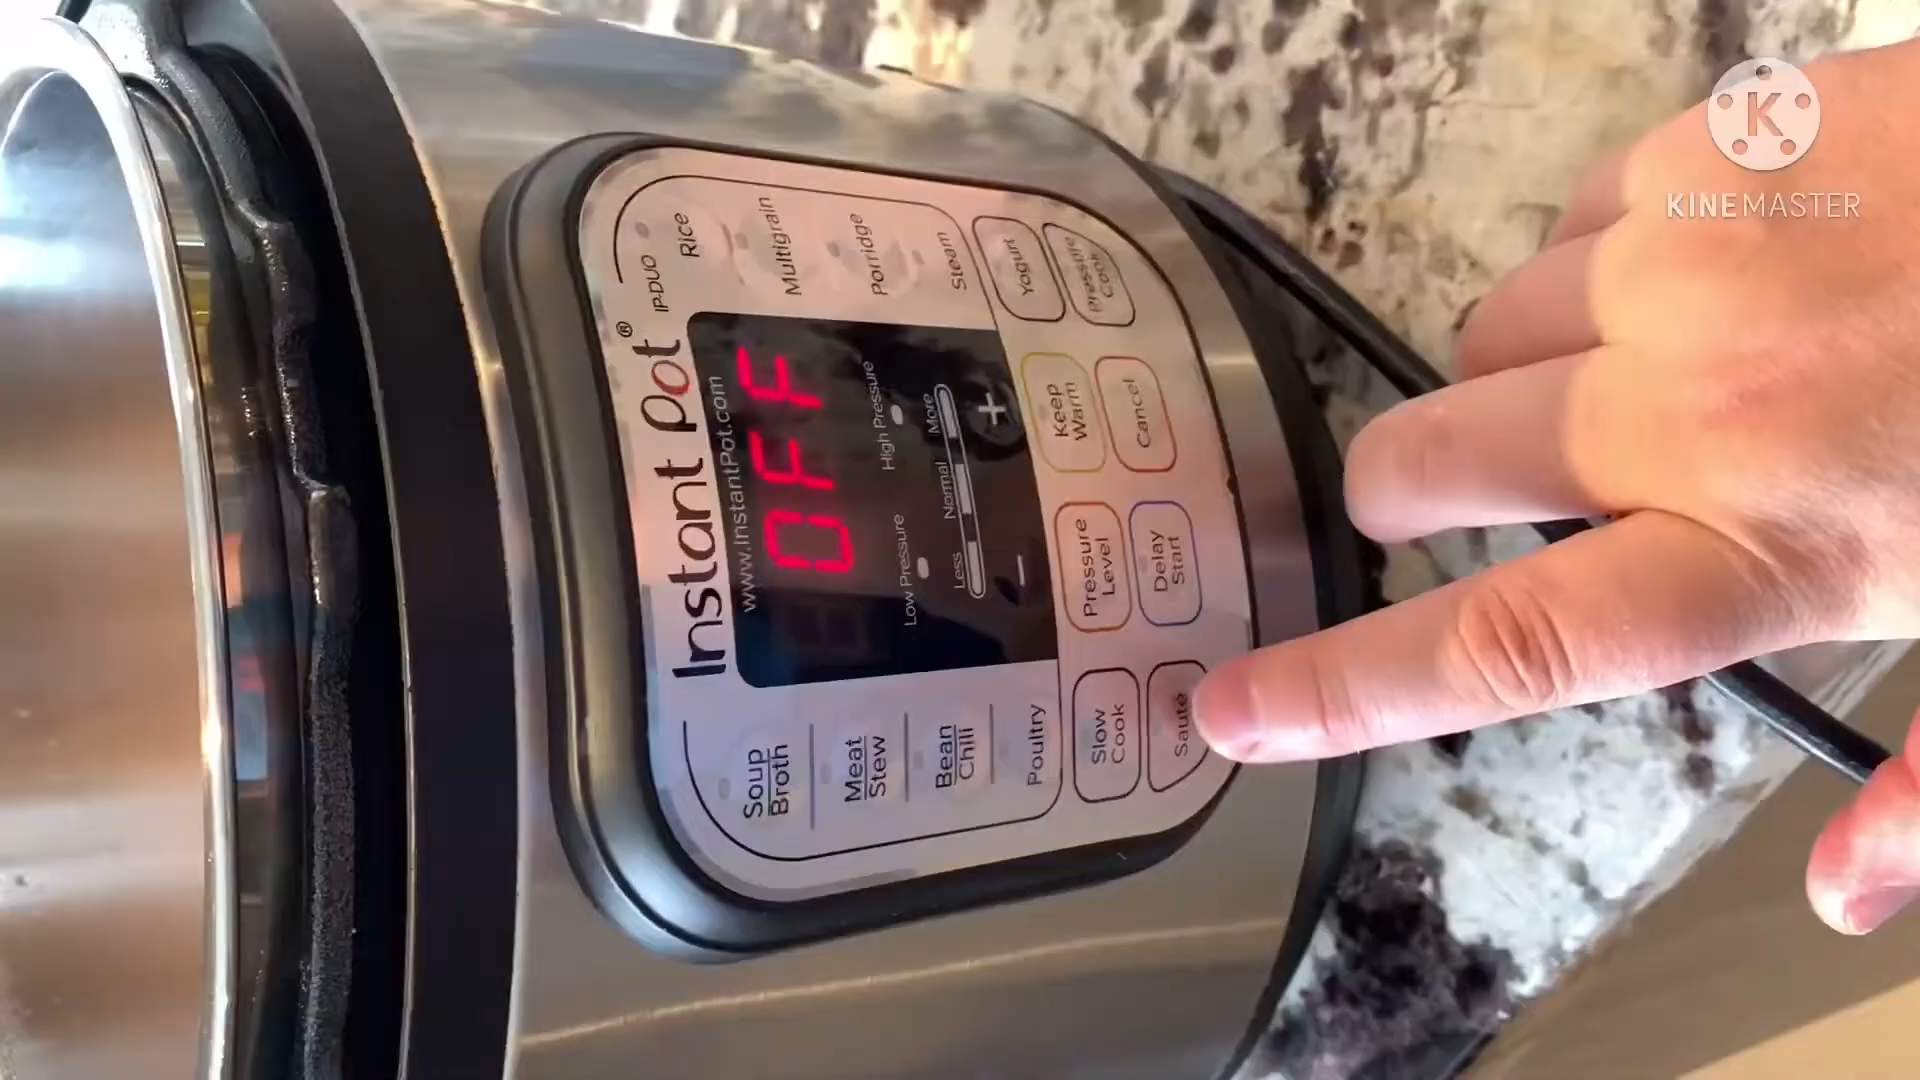 Instant Pot®
IP-DUO
www.InstantPot.com
OFF
Low Pressure
High Pressure
Less
Normal
More
-
+
Soup
Broth
Meat
Stew
Bean
Chili
Poultry
Rice
Multigrain
Porridge
Steam
Slow
Cook
Pressure
Level
Keep
Warm
Yogurt
Sauté
Delay
Start
Cancel
Pressure
Cook
K
KINEMASTER